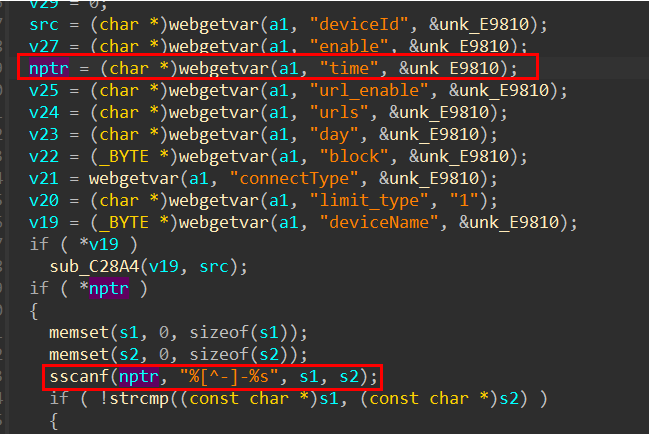 v29 = 0;
src = (char *)webgetvar(a1, "deviceId", &unk_E9810);
v27 = (char *)webgetvar(a1, "enable", &unk_E9810);
nptr = (char *)webgetvar(a1, "time", &unk_E9810);
v25 = (char *)webgetvar(a1, "url_enable", &unk_E9810);
v24 = (char *)webgetvar(a1, "urls", &unk_E9810);
v23 = (char *)webgetvar(a1, "day", &unk_E9810);
v22 = (_BYTE *)webgetvar(a1, "block", &unk_E9810);
v21 = webgetvar(a1, "connectType", &unk_E9810);
v20 = (char *)webgetvar(a1, "limit_type", "1");
v19 = (_BYTE *)webgetvar(a1, "deviceName", &unk_E9810);
if ( *v19 )
sub_C28A4(v19, src);
if ( *nptr )
{
memset(s1, 0, sizeof(s1));
memset(s2, 0, sizeof(s2));
sscanf(nptr, "%[^-]-%s", s1, s2);
if ( !strcmp((const char *)s1, (const char *)s2) )
{